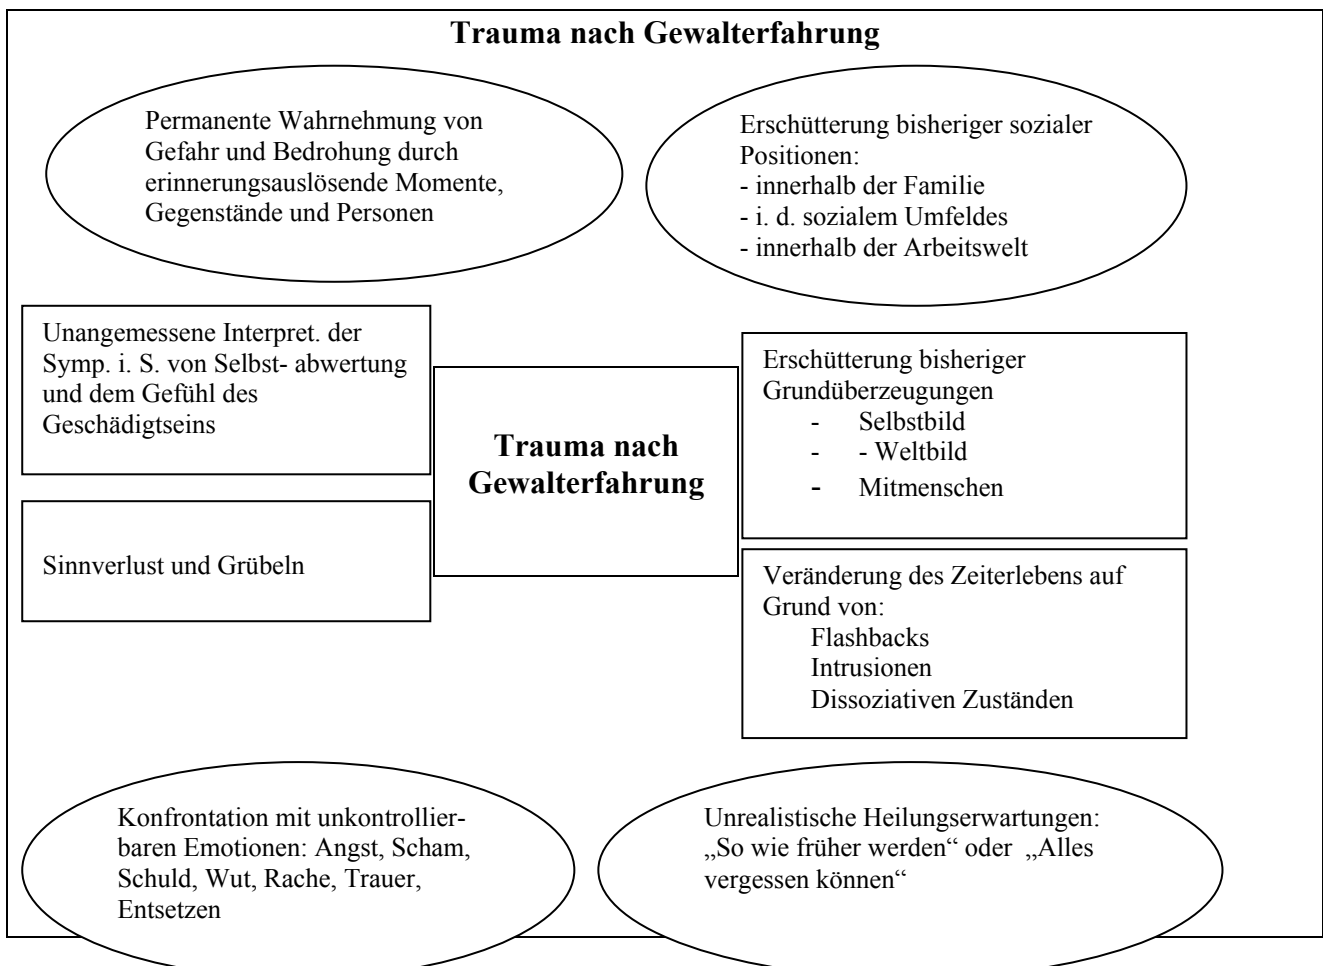 Trauma nach Gewalterfahrung
Permanente Wahrnehmung von
Gefahr und Bedrohung durch
erinnerungsauslösende Momente,
Gegenstände und Personen
Erschütterung bisheriger sozialer
Positionen:
- innerhalb der Familie
- i. d. sozialem Umfeldes
- innerhalb der Arbeitswelt
Unangemessene Interpret. der
Symp. i. S. von Selbst- abwertung
und dem Gefühl des
Geschädigtseins
Sinnverlust und Grübeln
Trauma nach
Gewalterfahrung
Erschütterung bisheriger
Grundüberzeugungen
- Selbstbild
- - Weltbild
- Mitmenschen
Veränderung des Zeiterlebens auf
Grund von:
Flashbacks
Intrusionen
Dissoziativen Zuständen
Konfrontation mit unkontrollier-
baren Emotionen: Angst, Scham,
Schuld, Wut, Rache, Trauer,
Entsetzen
Unrealistische Heilungserwartungen:
„So wie früher werden“ oder „Alles
vergessen können“